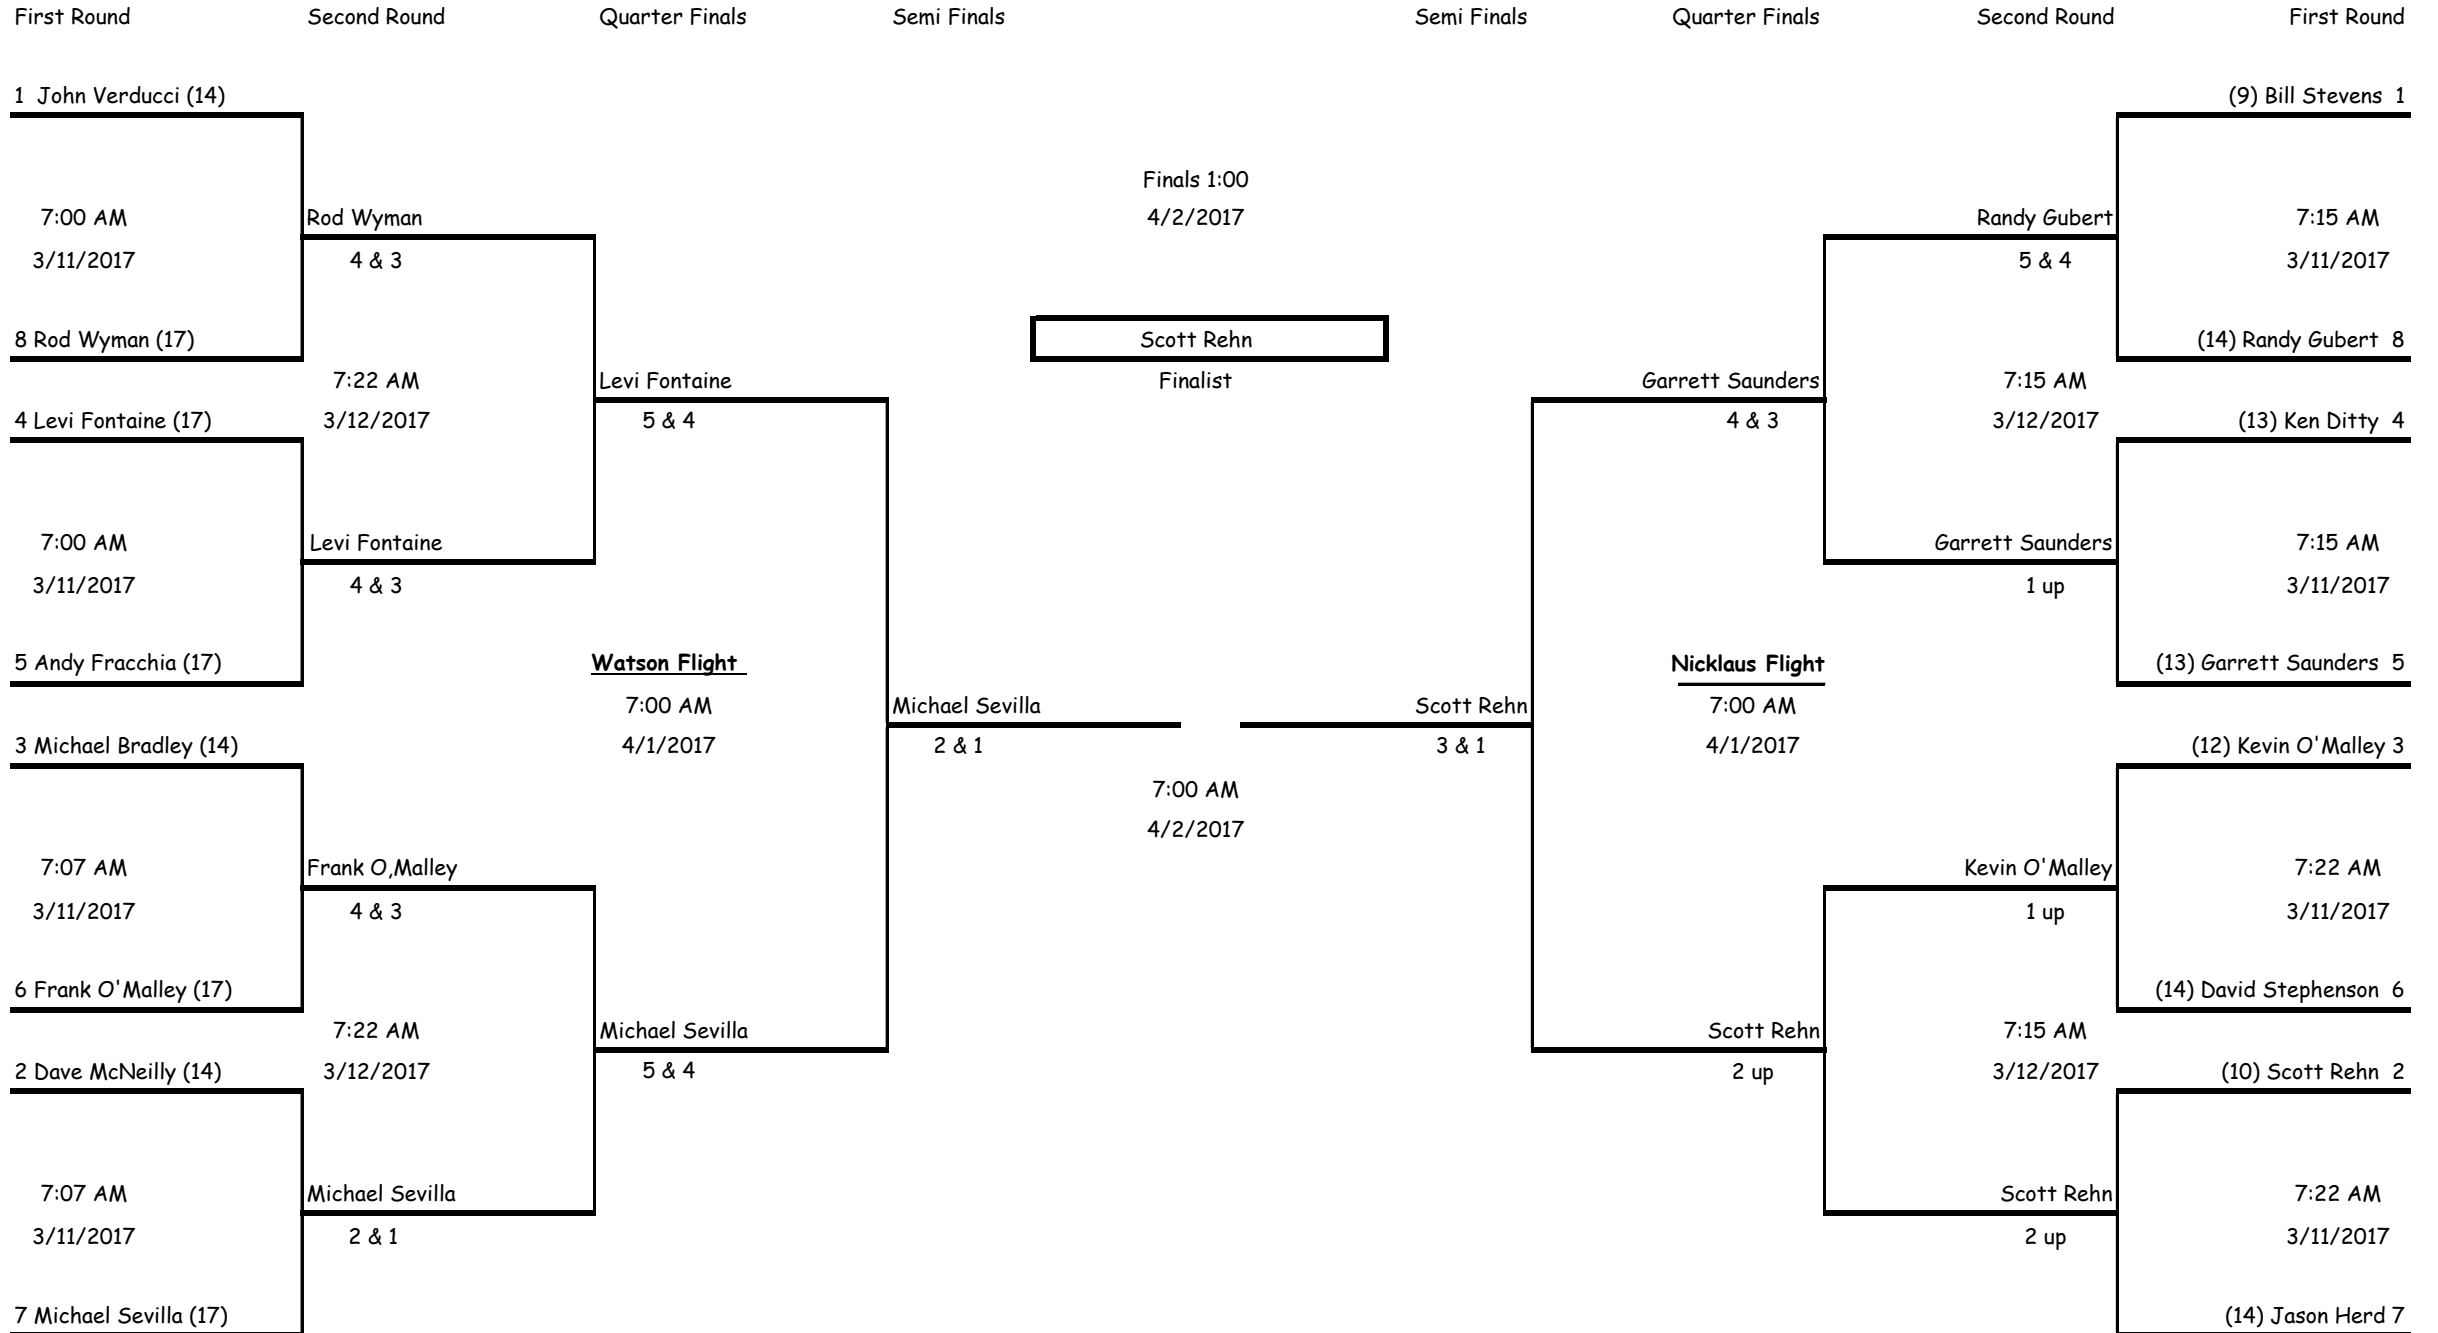 First Round Second Round Quarter Finals Semi Finals Semi Finals Quarter Finals Second Round First Round
1 John Verducci (14) (9) Bill Stevens 1
Finals 1:00
7:00 AM Rod Wyman 4/2/2017 Randy Gubert 7:15 AM
3/11/2017 4 & 3 5 & 4 3/11/2017
8 Rod Wyman (17) Scott Rehn (14) Randy Gubert 8
7:22 AM Levi Fontaine Finalist Garrett Saunders 7:15 AM
4 Levi Fontaine (17) 3/12/2017 5 & 4 4 & 3 3/12/2017 (13) Ken Ditty 4
7:00 AM Levi Fontaine Garrett Saunders 7:15 AM
3/11/2017 4 & 3 1 up 3/11/2017
5 Andy Fracchia (17) Watson Flight Nicklaus Flight (13) Garrett Saunders 5
7:00 AM Michael Sevilla Scott Rehn 7:00 AM
3 Michael Bradley (14) 4/1/2017 2 & 1 3 & 1 4/1/2017 (12) Kevin O'Malley 3
7:00 AM
4/2/2017
7:07 AM Frank O,Malley Kevin O'Malley 7:22 AM
3/11/2017 4 & 3 1 up 3/11/2017
6 Frank O'Malley (17) (14) David Stephenson 6
7:22 AM Michael Sevilla Scott Rehn 7:15 AM
2 Dave McNeilly (14) 3/12/2017 5 & 4 2 up 3/12/2017 (10) Scott Rehn 2
7:07 AM Michael Sevilla Scott Rehn 7:22 AM
3/11/2017 2 & 1 2 up 3/11/2017
7 Michael Sevilla (17) (14) Jason Herd 7